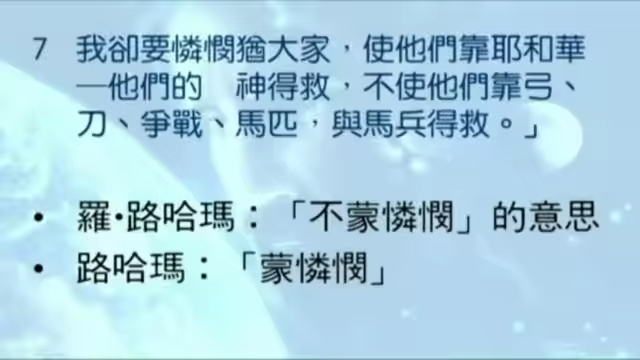 7 我卻要憐憫猶大家，使他們靠耶和華
─他們的　神得救，不使他們靠弓、
刀、爭戰、馬匹，與馬兵得救。」
• 羅•路哈瑪：「不蒙憐憫」的意思
• 路哈瑪：「蒙憐憫」